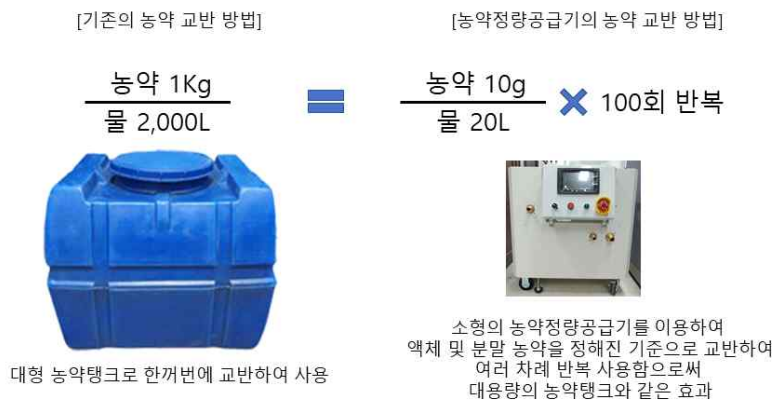 [기존의 농약 교반 방법]
[농약정량공급기의 농약 교반 방법]
농약 1Kg
물 2,000L
농약 10g
물 20L
100회 반복
대형 농약탱크로 한꺼번에 교반하여 사용
소형의 농약정량공급기를 이용하여
액체 및 분말 농약을 정해진 기준으로 교반하여
여러 차례 반복 사용함으로써
대용량의 농약탱크와 같은 효과